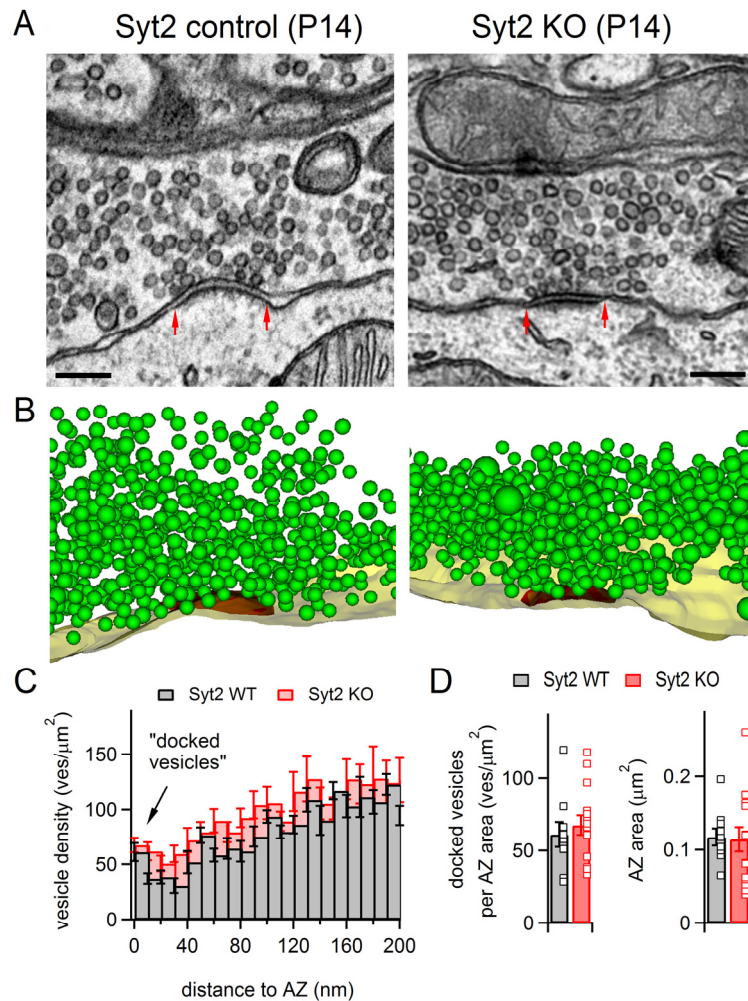 A
Syt2 control (P14)
Syt2 KO (P14)
B
C
Syt2 WT
Syt2 KO
vesicle density (ves/μm²)
150
100
50
0
"docked
vesicles"
0
40
80
120
160
200
distance to AZ (nm)
D
Syt2 WT
Syt2 KO
docked vesicles
per AZ area (ves/μm²)
100
50
0
AZ area (μm²)
0.2
0.1
0